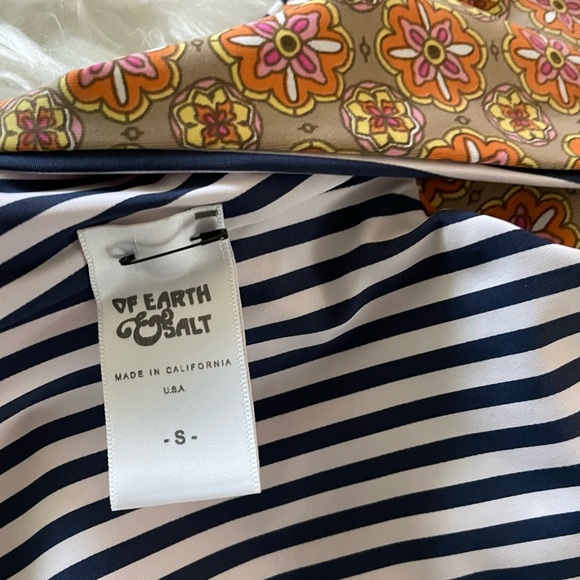 OF EARTH
& SALT
MADE IN CALIFORNIA
U.S.A.
- S -